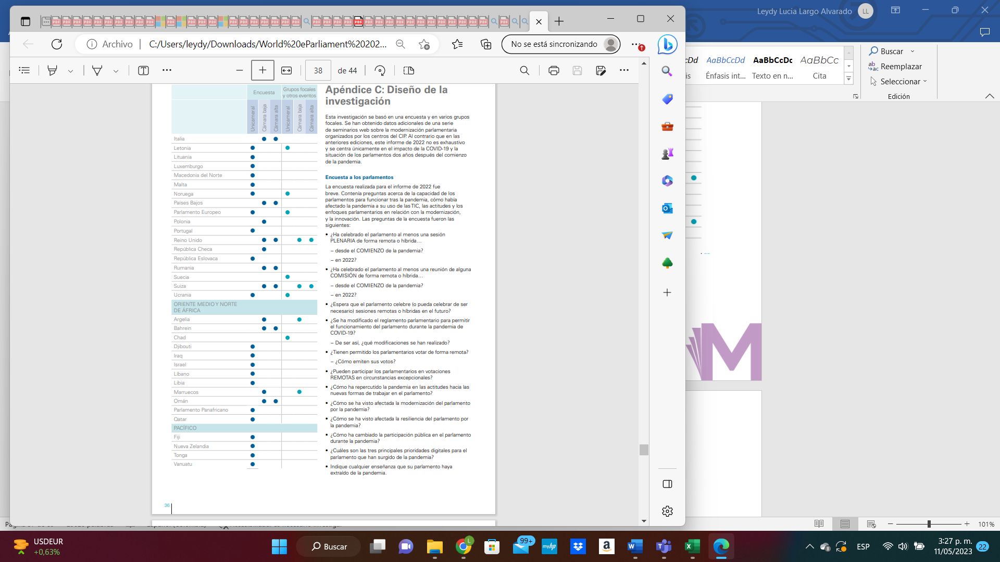 Leydy Lucia Largo Alvarado
LL
Archivo
C:/Users/leydy/Downloads/World%20eParliament%20202...
No se está sincronizando
38
de 44
cDd
AaBbCcDd
AaBbCcDc
AaBbCc
is
Énfasis int...
Texto en n...
Cita
Buscar
Reemplazar
Seleccionar
Edición
Encuesta
Grupos focales
y otros eventos
Unicameral
Cámara baja
Cámara alta
Unicameral
Cámara baja
Cámara alta
Italia
Letonia
Lituania
Luxemburgo
Macedonia del Norte
Malta
Noruega
Países Bajos
Parlamento Europeo
Polonia
Portugal
Reino Unido
República Checa
República Eslovaca
Rumania
Suecia
Suiza
Ucrania
ORIENTE MEDIO Y NORTE
DE ÁFRICA
Argelia
Bahrein
Chad
Djibouti
Iraq
Israel
Líbano
Libia
Marruecos
Omán
Parlamento Panafricano
Qatar
PACÍFICO
Fiji
Nueva Zelandia
Tonga
Vanuatu
36
Apéndice C: Diseño de la
investigación
Esta investigación se basó en una encuesta y en varios grupos
focales. Se han obtenido datos adicionales de una serie
de seminarios web sobre la modernización parlamentaria
organizados por los centros del CIP. Al contrario que en las
anteriores ediciones, este informe de 2022 no es exhaustivo
y se centra únicamente en el impacto de la COVID-19 y la
situación de los parlamentos dos años después del comienzo
de la pandemia.
Encuesta a los parlamentos
La encuesta realizada para el informe de 2022 fue
breve. Contenía preguntas acerca de la capacidad de los
parlamentos para funcionar tras la pandemia, cómo había
afectado la pandemia a su uso de las TIC, las actitudes y los
enfoques parlamentarios en relación con la modernización,
y la innovación. Las preguntas de la encuesta fueron las
siguientes:
• ¿Ha celebrado el parlamento al menos una sesión
PLENARIA de forma remota o híbrida...
– desde el COMIENZO de la pandemia?
– en 2022?
• ¿Ha celebrado el parlamento al menos una reunión de alguna
COMISIÓN de forma remota o híbrida...
– desde el COMIENZO de la pandemia?
– en 2022?
• ¿Espera que el parlamento celebre (o pueda celebrar de ser
necesario) sesiones remotas o híbridas en el futuro?
• ¿Se ha modificado el reglamento parlamentario para permitir
el funcionamiento del parlamento durante la pandemia de
COVID-19?
– De ser así, ¿qué modificaciones se han realizado?
• ¿Tienen permitido los parlamentarios votar de forma remota?
– ¿Cómo emiten sus votos?
• ¿Pueden participar los parlamentarios en votaciones
REMOTAS en circunstancias excepcionales?
• ¿Cómo ha repercutido la pandemia en las actitudes hacia las
nuevas formas de trabajar en el parlamento?
• ¿Cómo se ha visto afectada la modernización del parlamento
por la pandemia?
• ¿Cómo se ha visto afectada la resiliencia del parlamento por
la pandemia?
• ¿Cómo ha cambiado la participación pública en el parlamento
durante la pandemia?
• ¿Cuáles son las tres principales prioridades digitales para el
parlamento que han surgido de la pandemia?
• Indique cualquier enseñanza que su parlamento haya
extraído de la pandemia.
M
101%
USDEUR
+0,63%
Buscar
99+
myhp
ESP
3:27 p. m.
11/05/2023
22